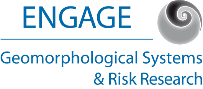 ENGAGE
Geomorphological Systems
& Risk Research